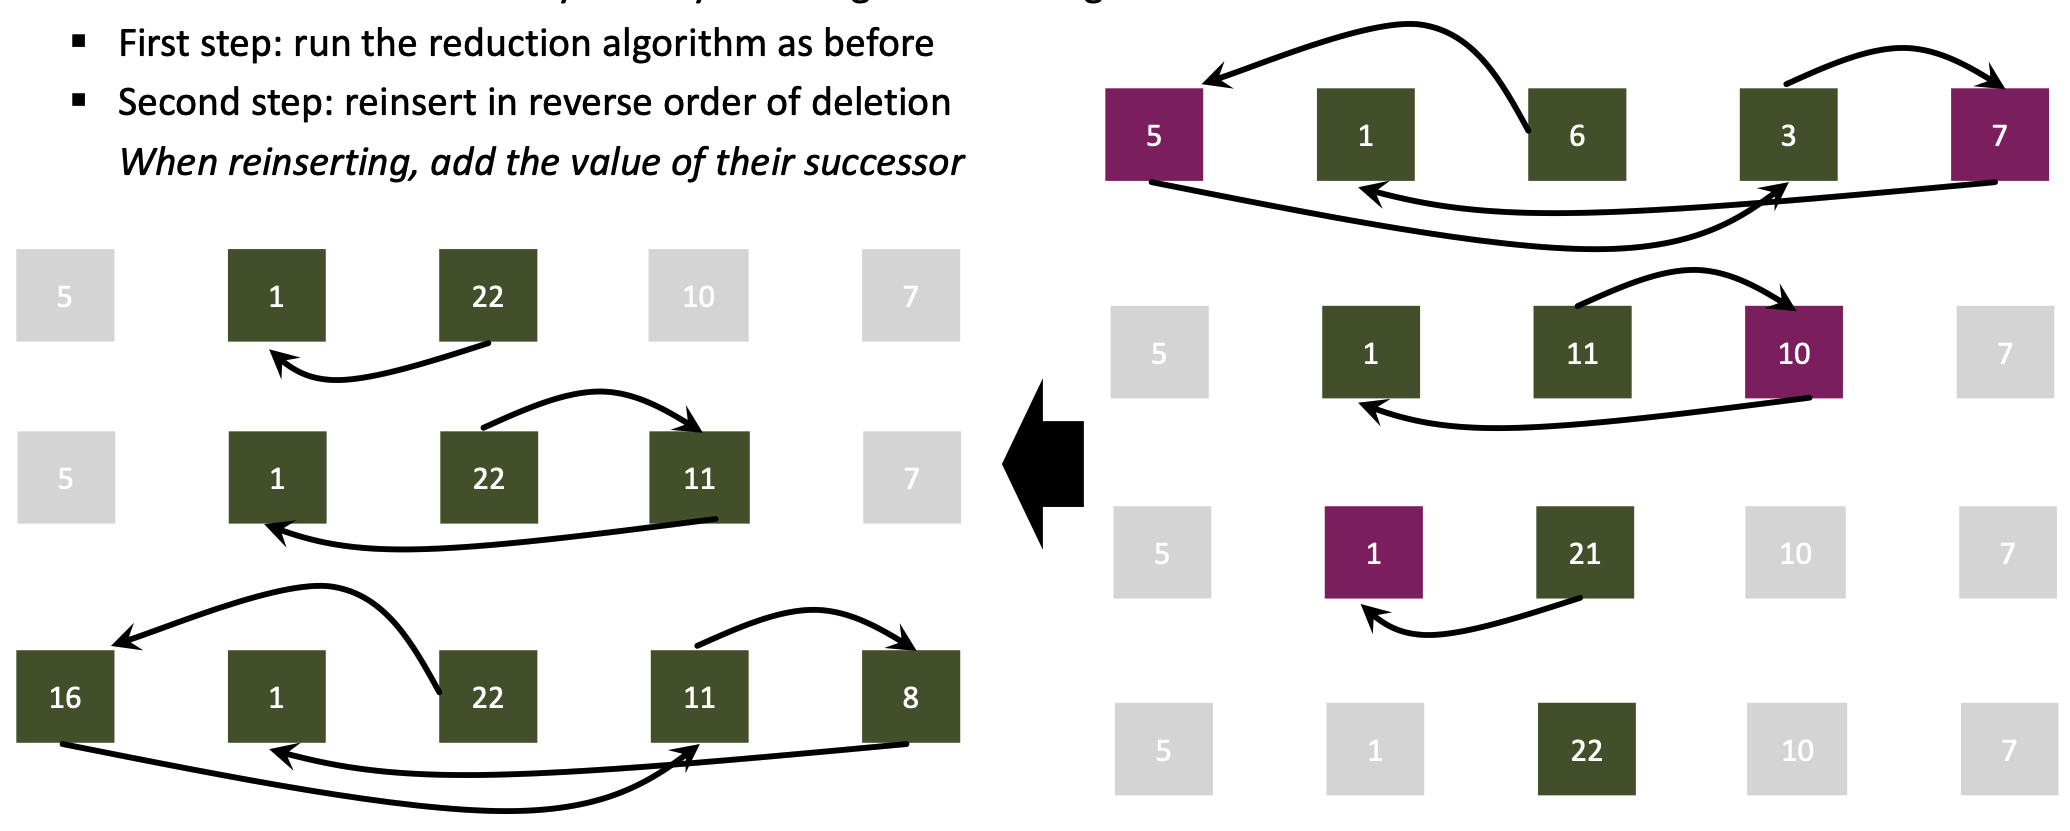 First step: run the reduction algorithm as before
Second step: reinsert in reverse order of deletion
When reinserting, add the value of their successor
5 1 6 3 7
5 1 22 10 7
5 1 11 10 7
5 1 22 11 7
5 1 21 10 7
16 1 22 11 8
5 1 22 10 7